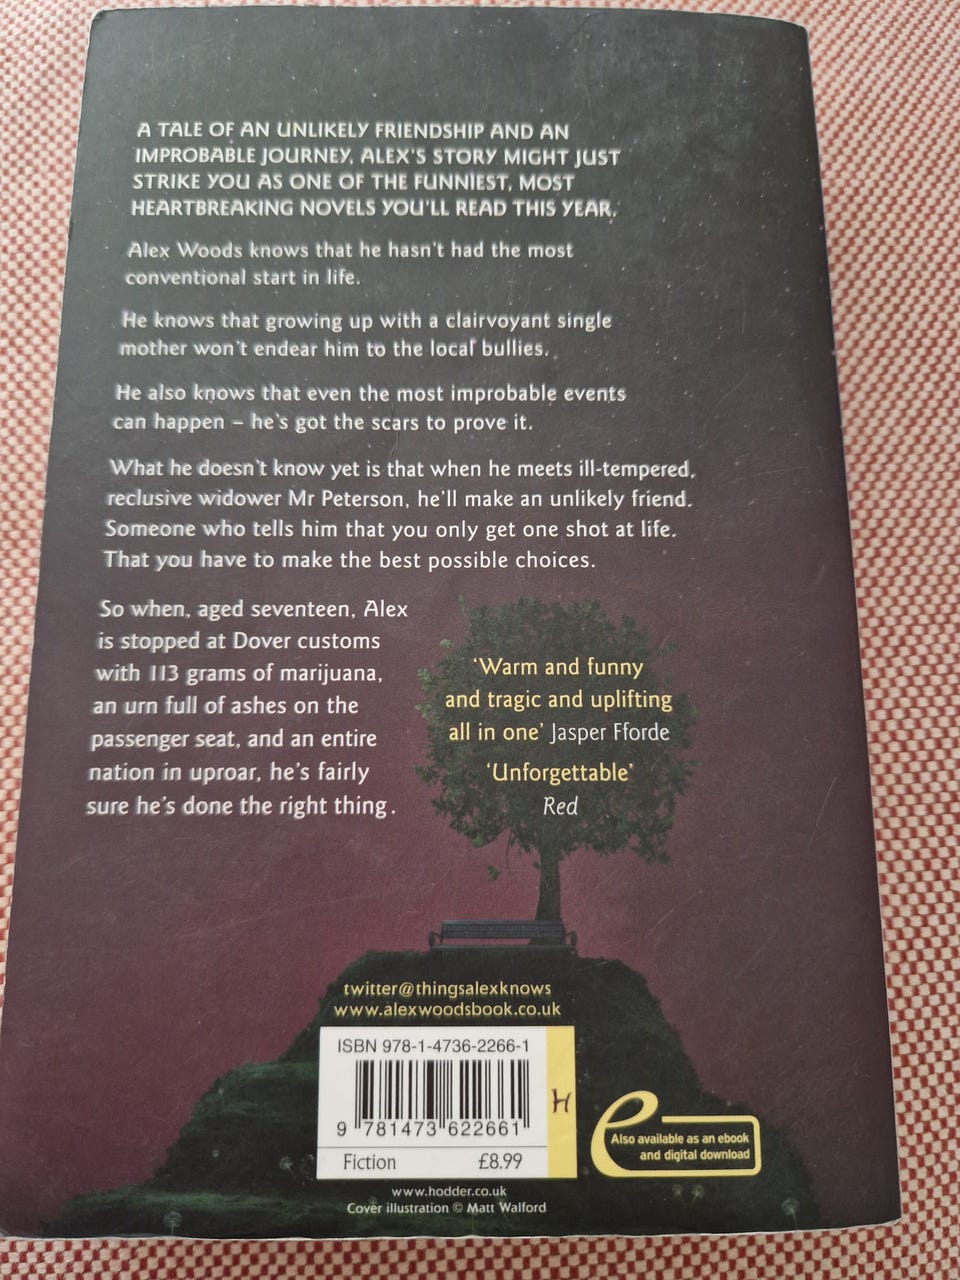 A TALE OF AN UNLIKELY FRIENDSHIP AND AN
IMPROBABLE JOURNEY, ALEX'S STORY MIGHT JUST
STRIKE YOU AS ONE OF THE FUNNIEST, MOST
HEARTBREAKING NOVELS YOU'LL READ THIS YEAR.
Alex Woods knows that he hasn't had the most
conventional start in life.
He knows that growing up with a clairvoyant single
mother won't endear him to the local bullies.
He also knows that even the most improbable events
can happen – he's got the scars to prove it.
What he doesn't know yet is that when he meets ill-tempered,
reclusive widower Mr Peterson, he'll make an unlikely friend.
Someone who tells him that you only get one shot at life.
That you have to make the best possible choices.
So when, aged seventeen, Alex
is stopped at Dover customs
with 113 grams of marijuana,
an urn full of ashes on the
passenger seat, and an entire
nation in uproar, he's fairly
sure he's done the right thing.
'Warm and funny
and tragic and uplifting
all in one' Jasper Fforde
'Unforgettable'
Red
twitter@thingsalexknows
www.alexwoodsbook.co.uk
ISBN 978-1-4736-2266-1
9 781473 622661
H
Fiction £8.99
e
Also available as an ebook
and digital download
www.hodder.co.uk
Cover illustration © Matt Walford